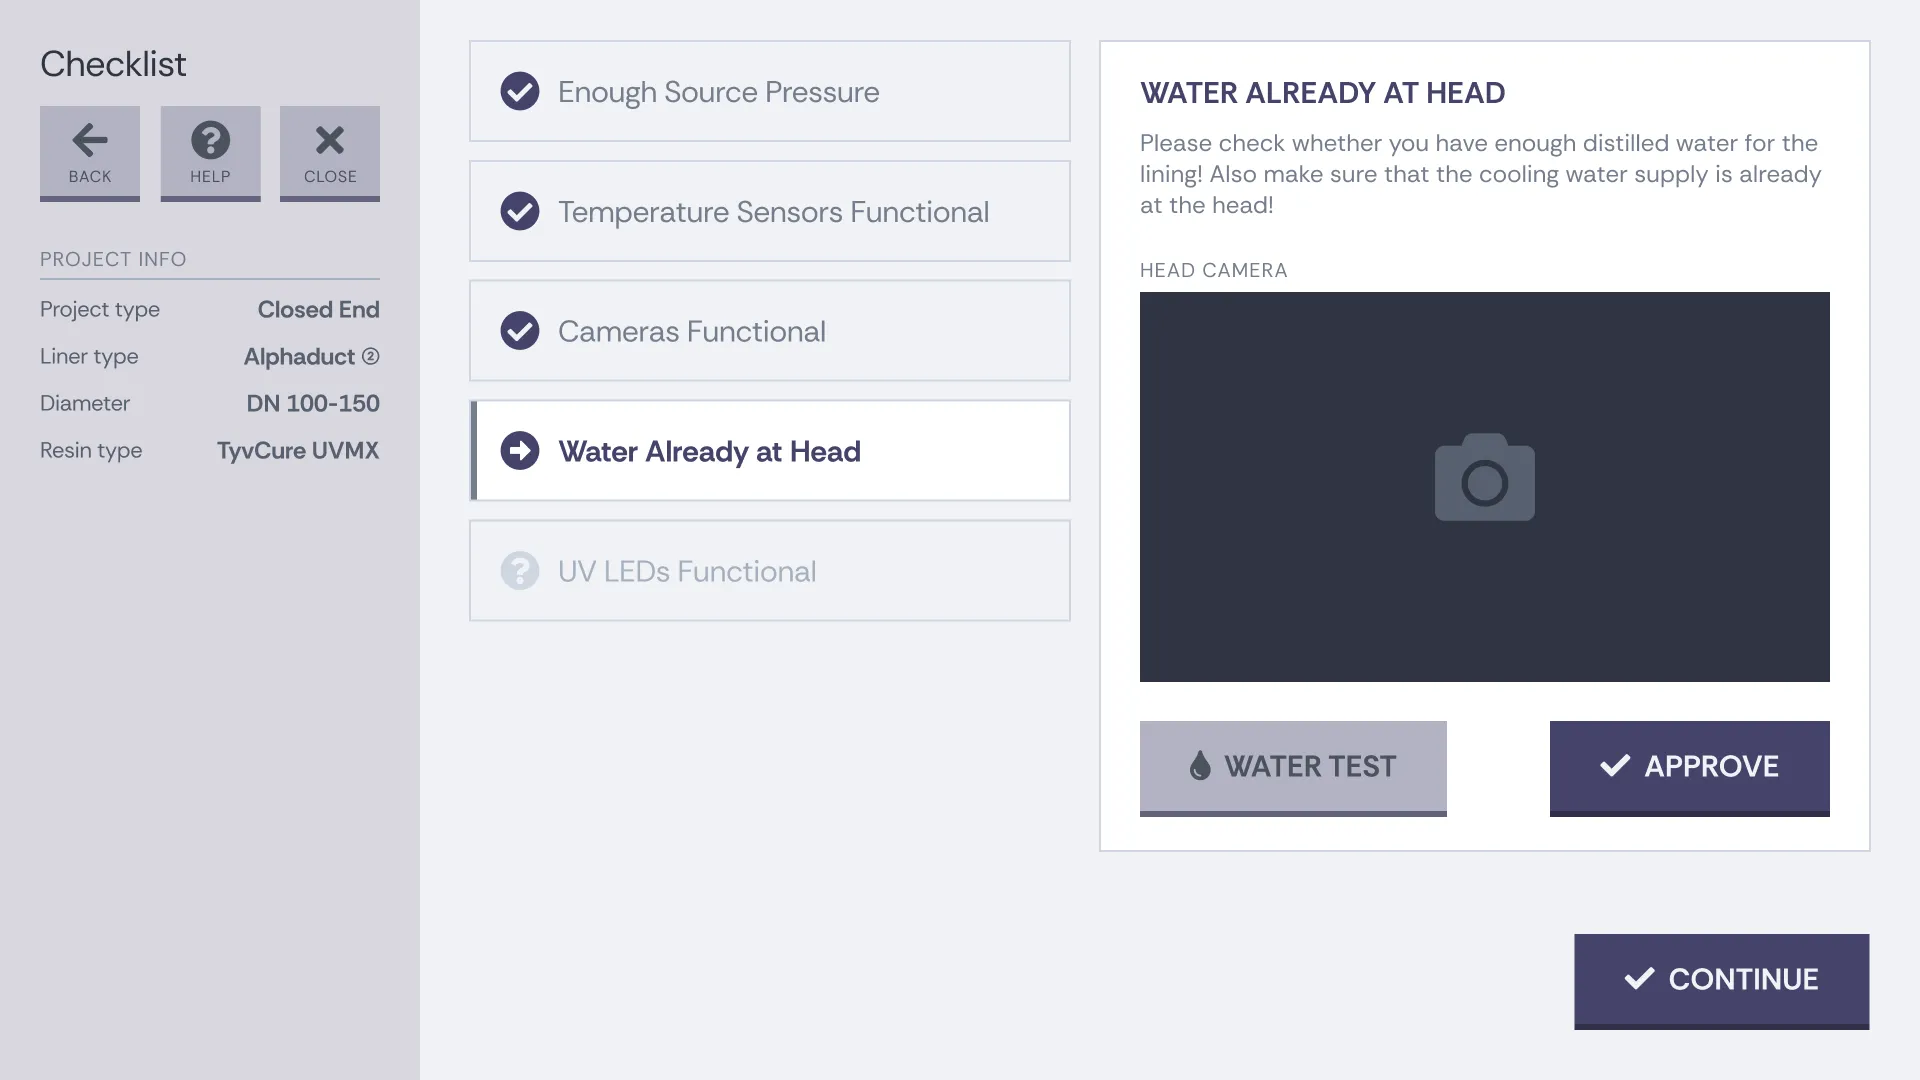 Checklist
BACK
HELP
CLOSE
PROJECT INFO
Project type Closed End
Liner type Alphaduct ②
Diameter DN 100-150
Resin type TyvCure UVMX
Enough Source Pressure
Temperature Sensors Functional
Cameras Functional
Water Already at Head
UV LEDs Functional
WATER ALREADY AT HEAD
Please check whether you have enough distilled water for the
lining! Also make sure that the cooling water supply is already
at the head!
HEAD CAMERA
WATER TEST
APPROVE
CONTINUE